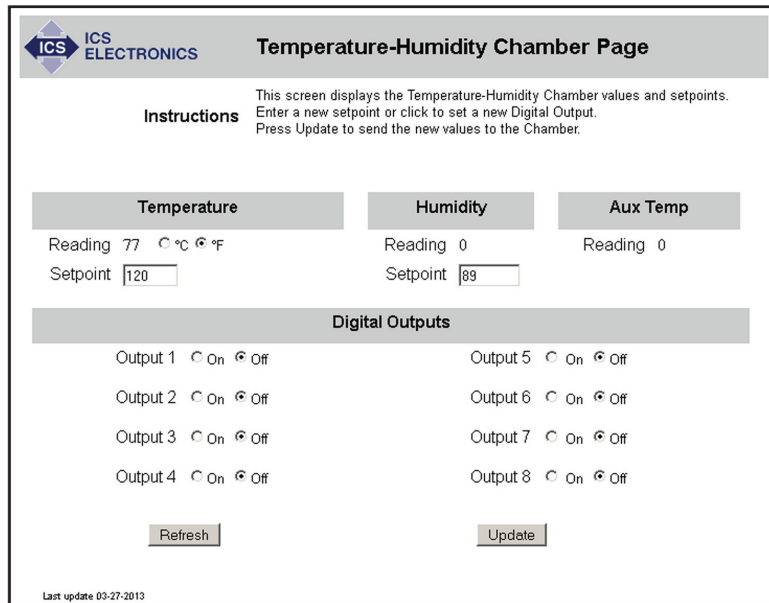 ICS
ICS
ELECTRONICS
Temperature-Humidity Chamber Page
Instructions
This screen displays the Temperature-Humidity Chamber values and setpoints.
Enter a new setpoint or click to set a new Digital Output.
Press Update to send the new values to the Chamber.
Temperature
Humidity
Aux Temp
Reading 77 °C °F
Reading 0
Reading 0
Setpoint 120
Setpoint 89
Digital Outputs
Output 1 On Off
Output 5 On Off
Output 2 On Off
Output 6 On Off
Output 3 On Off
Output 7 On Off
Output 4 On Off
Output 8 On Off
Refresh
Update
Last update 03-27-2013